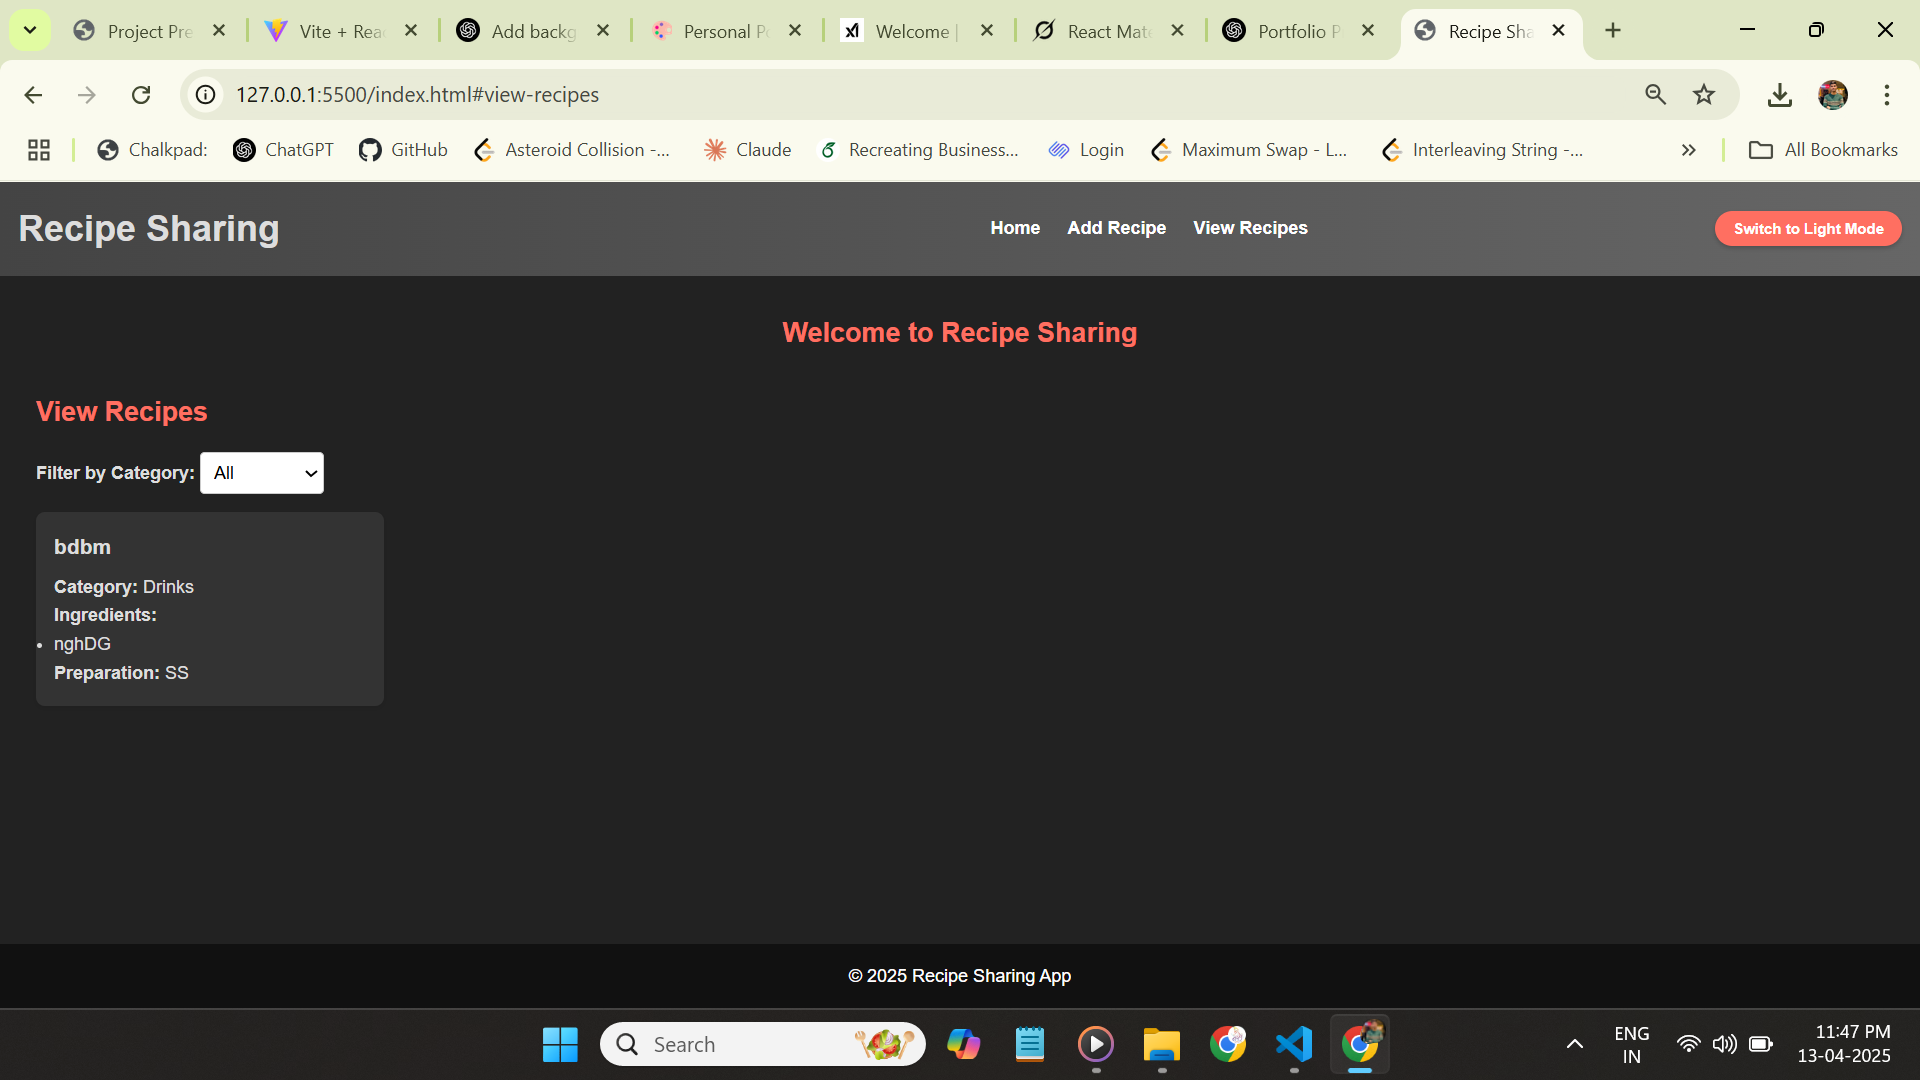 Project Pre
Vite + Rea
Add backg
Personal P
Welcome |
React Mate
Portfolio P
Recipe Sha
127.0.0.1:5500/index.html#view-recipes
Chalkpad:
ChatGPT
GitHub
Asteroid Collision -...
Claude
Recreating Business...
Login
Maximum Swap - L...
Interleaving String -...
All Bookmarks
Recipe Sharing
Home
Add Recipe
View Recipes
Switch to Light Mode
Welcome to Recipe Sharing
View Recipes
Filter by Category: All
bdbm
Category: Drinks
Ingredients:
• nghDG
Preparation: SS
© 2025 Recipe Sharing App
Search
ENG
IN
11:47 PM
13-04-2025